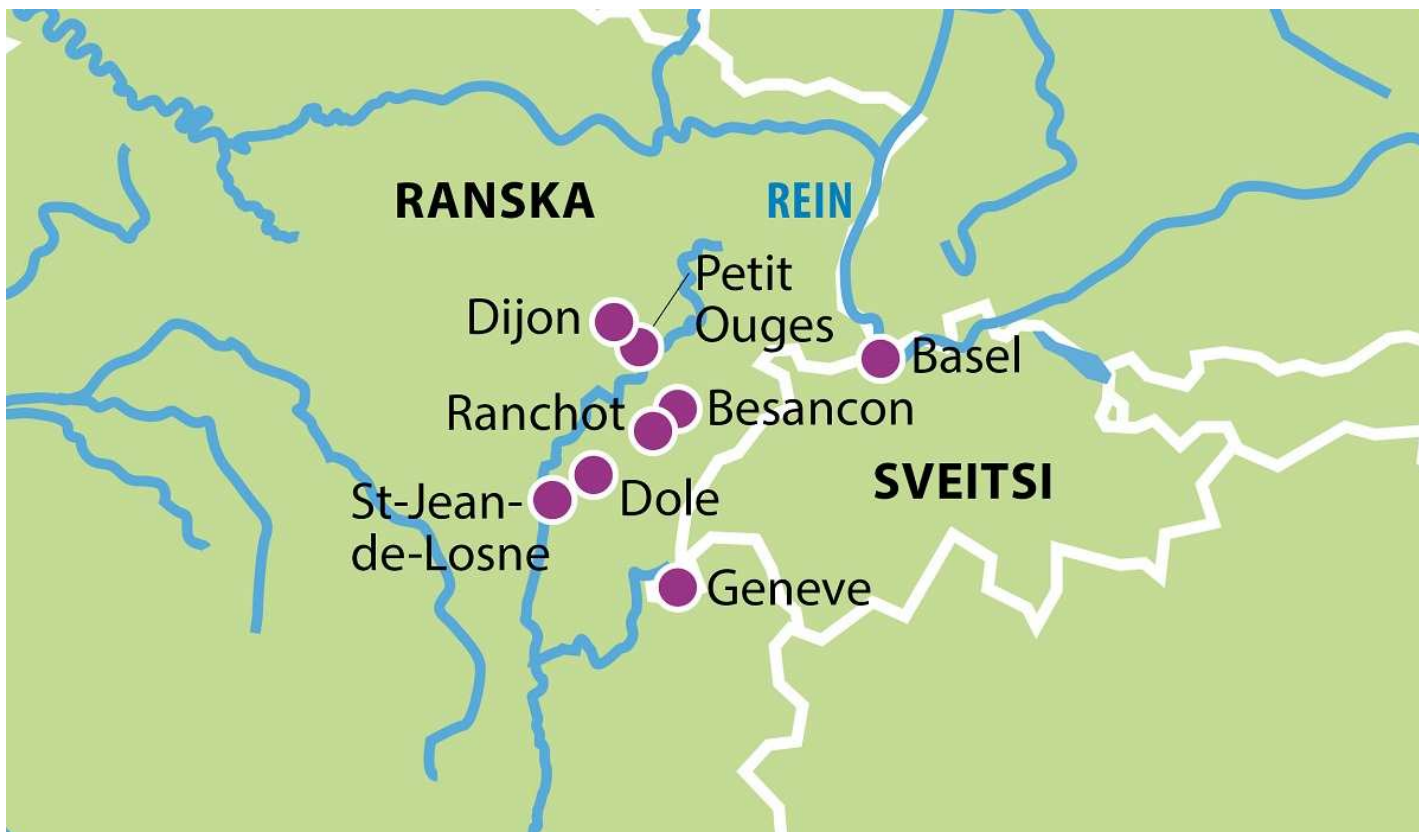 RANSKA
REIN
Petit
Ouges
Dijon
Basel
Ranchot
Besancon
SVEITSI
St-Jean-
de-Losne
Dole
Geneve